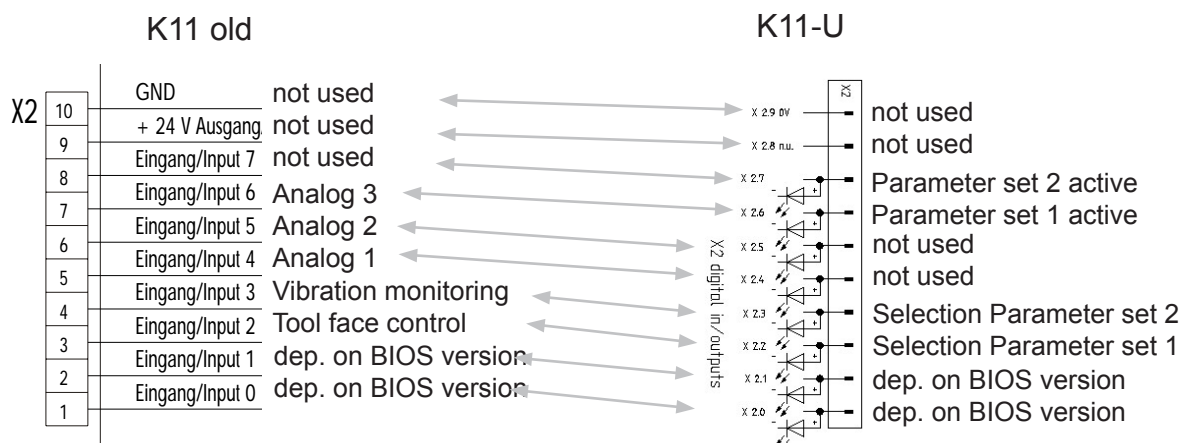 K11 old
K11-U
X2
10
GND
not used
9
+ 24 V Ausgang
not used
8
Eingang/Input 7
not used
7
Eingang/Input 6
Analog 3
6
Eingang/Input 5
Analog 2
5
Eingang/Input 4
Analog 1
4
Eingang/Input 3
Vibration monitoring
3
Eingang/Input 2
Tool face control
2
Eingang/Input 1
dep. on BIOS version
1
Eingang/Input 0
dep. on BIOS version
X2
X2 digital in/outputs
X 2.9 0V
not used
X 2.8 n.u.
not used
X 2.7
Parameter set 2 active
X 2.6
Parameter set 1 active
X 2.5
not used
X 2.4
not used
X 2.3
Selection Parameter set 2
X 2.2
Selection Parameter set 1
X 2.1
dep. on BIOS version
X 2.0
dep. on BIOS version